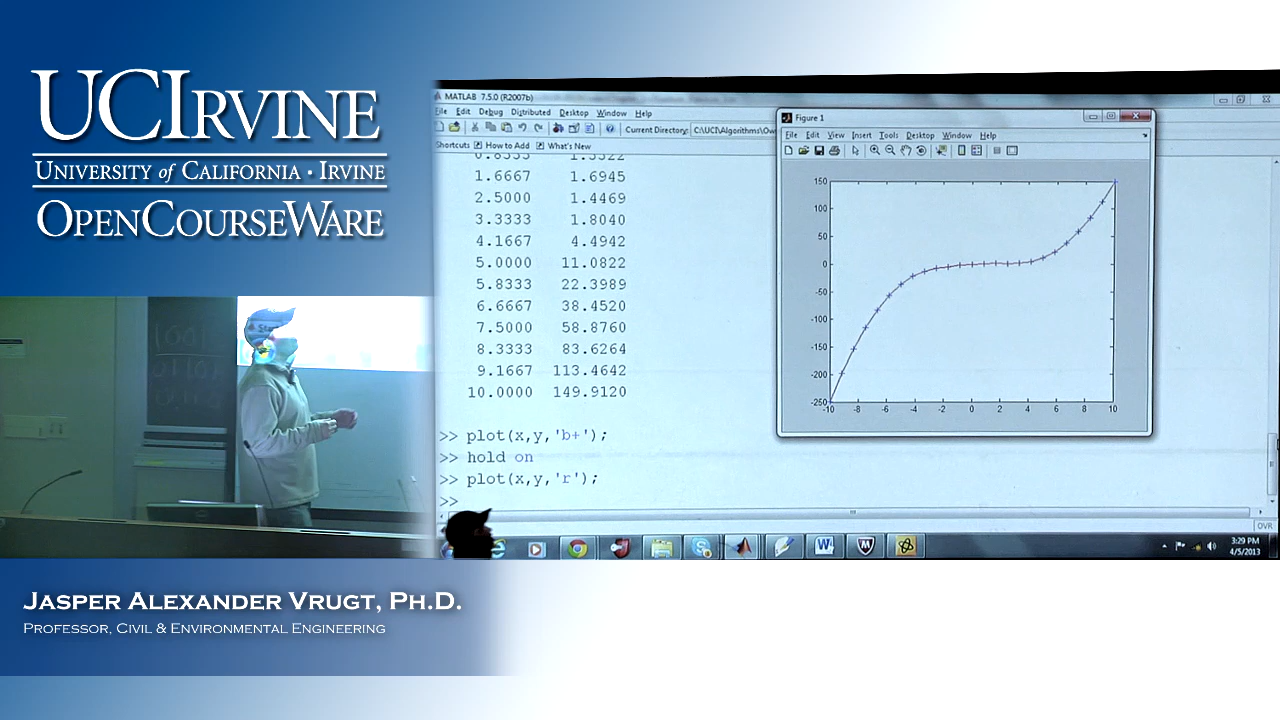 UCIRVINE
UNIVERSITY of CALIFORNIA · IRVINE
OPENCOURSEWARE
MATLAB 7.5.0 (R2007b)
File Edit Debug Distributed Desktop Window Help
Current Directory: C:\UCI\Algorithms\Ow
Shortcuts How to Add What's New
1.6667 1.6945
2.5000 1.4469
3.3333 1.8040
4.1667 4.4942
5.0000 11.0822
5.8333 22.3989
6.6667 38.4520
7.5000 58.8760
8.3333 83.6264
9.1667 113.4642
10.0000 149.9120
>> plot(x,y,'b+');
>> hold on
>> plot(x,y,'r');
>>
Figure 1
File Edit View Insert Tools Desktop Window Help
150
100
50
0
-50
-100
-150
-200
-250
-10 -8 -6 -4 -2 0 2 4 6 8 10
OVR
3:29 PM
4/5/2013
JASPER ALEXANDER VRUGT, PH.D.
PROFESSOR, CIVIL & ENVIRONMENTAL ENGINEERING